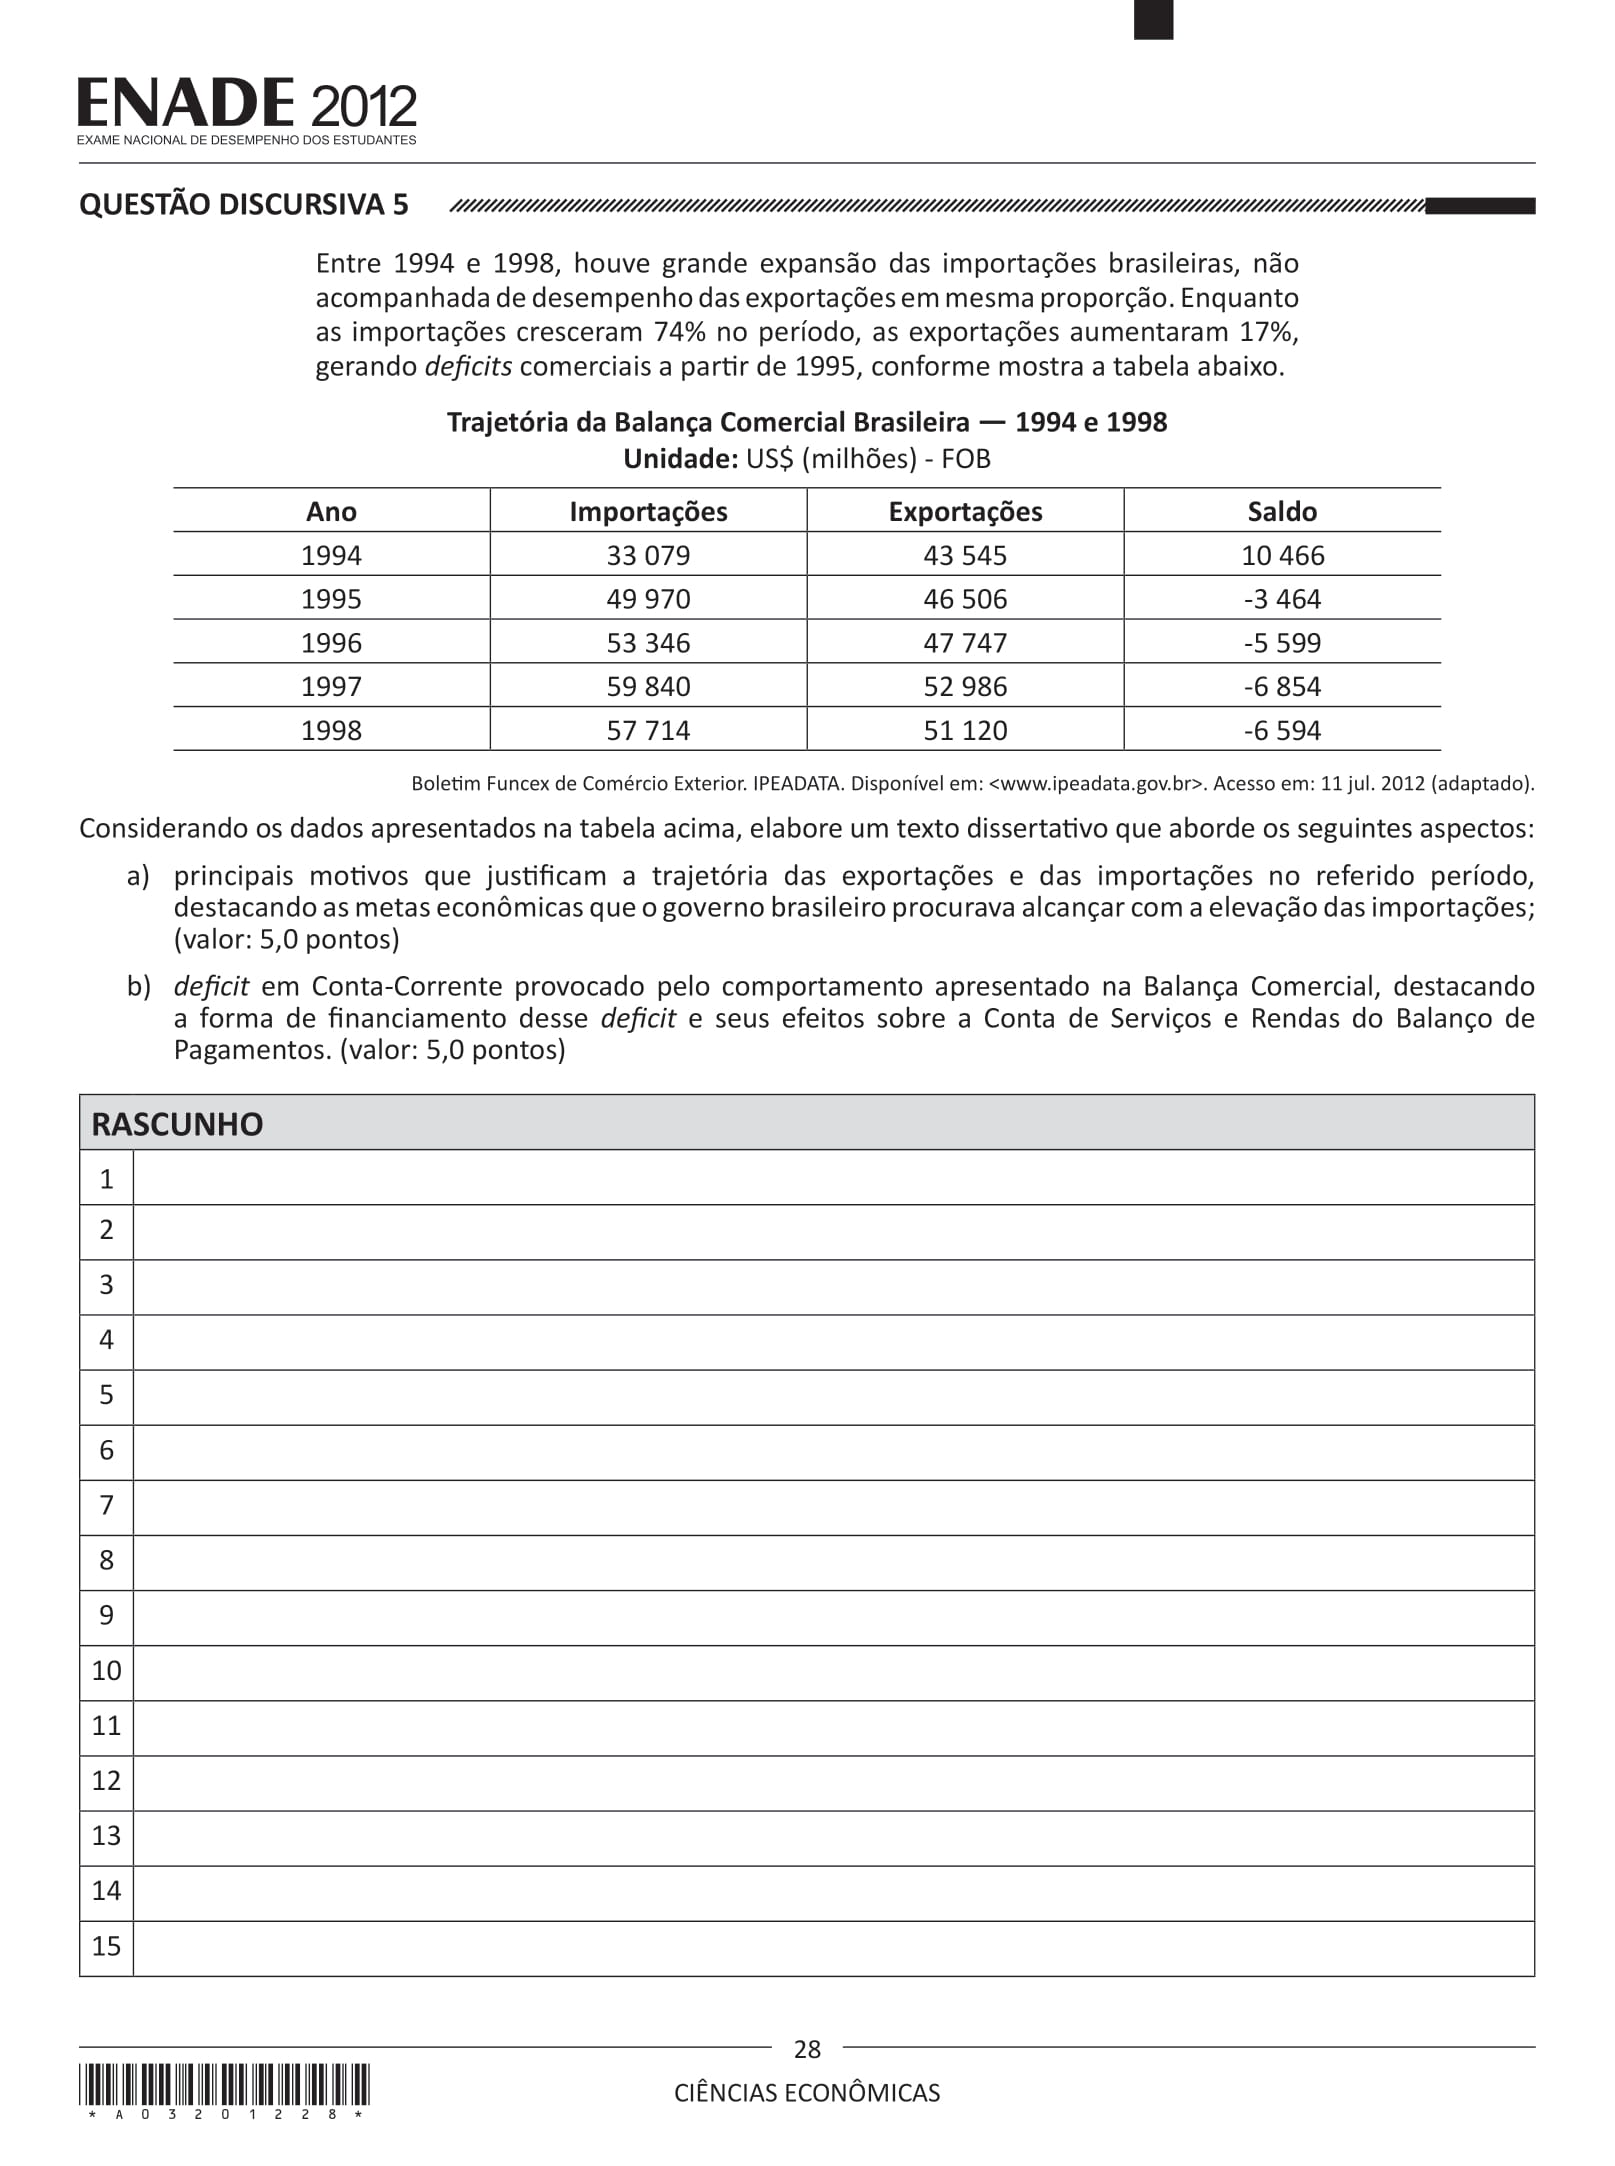 ENADE 2012
EXAME NACIONAL DE DESEMPENHO DOS ESTUDANTES
QUESTÃO DISCURSIVA 5
Entre 1994 e 1998, houve grande expansão das importações brasileiras, não
acompanhada de desempenho das exportações em mesma proporção. Enquanto
as importações cresceram 74% no período, as exportações aumentaram 17%,
gerando deficits comerciais a partir de 1995, conforme mostra a tabela abaixo.
Trajetória da Balança Comercial Brasileira — 1994 e 1998
Unidade: US$ (milhões) - FOB
Ano Importações Exportações Saldo
1994 33 079 43 545 10 466
1995 49 970 46 506 -3 464
1996 53 346 47 747 -5 599
1997 59 840 52 986 -6 854
1998 57 714 51 120 -6 594
Boletim Funcex de Comércio Exterior. IPEADATA. Disponível em: <www.ipeadata.gov.br>. Acesso em: 11 jul. 2012 (adaptado).
Considerando os dados apresentados na tabela acima, elabore um texto dissertativo que aborde os seguintes aspectos:
a) principais motivos que justificam a trajetória das exportações e das importações no referido período,
destacando as metas econômicas que o governo brasileiro procurava alcançar com a elevação das importações;
(valor: 5,0 pontos)
b) deficit em Conta-Corrente provocado pelo comportamento apresentado na Balança Comercial, destacando
a forma de financiamento desse deficit e seus efeitos sobre a Conta de Serviços e Rendas do Balanço de
Pagamentos. (valor: 5,0 pontos)
RASCUNHO
1
2
3
4
5
6
7
8
9
10
11
12
13
14
15
28
CIÊNCIAS ECONÔMICAS
* A 0 3 2 0 1 2 2 8 *